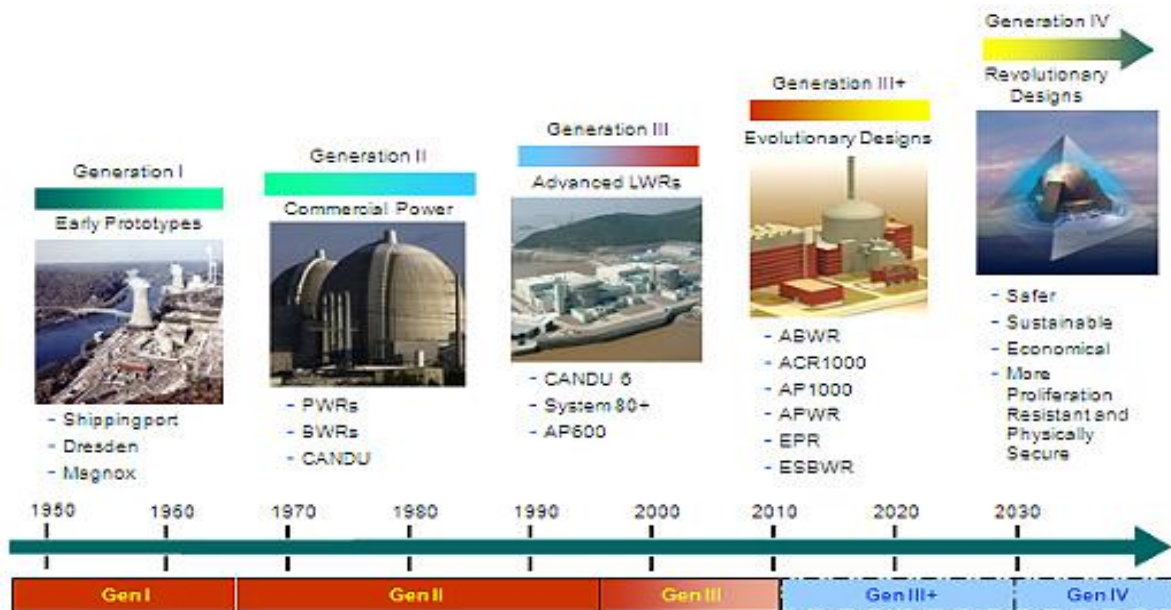 Generation I
Early Prototypes
- Shippingport
- Dresden
- Magnox
Generation II
Commercial Power
- PWRs
- BWRs
- CANDU
Generation III
Advanced LWRs
- CANDU 6
- System 80+
- AP600
Generation III+
Evolutionary Designs
- ABWR
- ACR1000
- AP1000
- APWR
- EPR
- ESBWR
Generation IV
Revolutionary
Designs
- Safer
- Sustainable
- Economical
- More
Proliferation
Resistant and
Physically
Secure
1950 1960 1970 1980 1990 2000 2010 2020 2030
Gen I Gen II Gen III Gen III+ Gen IV